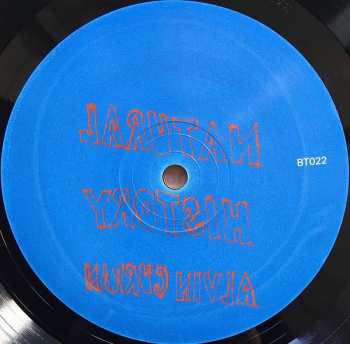 NATURAL
HISTORY
ALVIN CURRAN
BT022